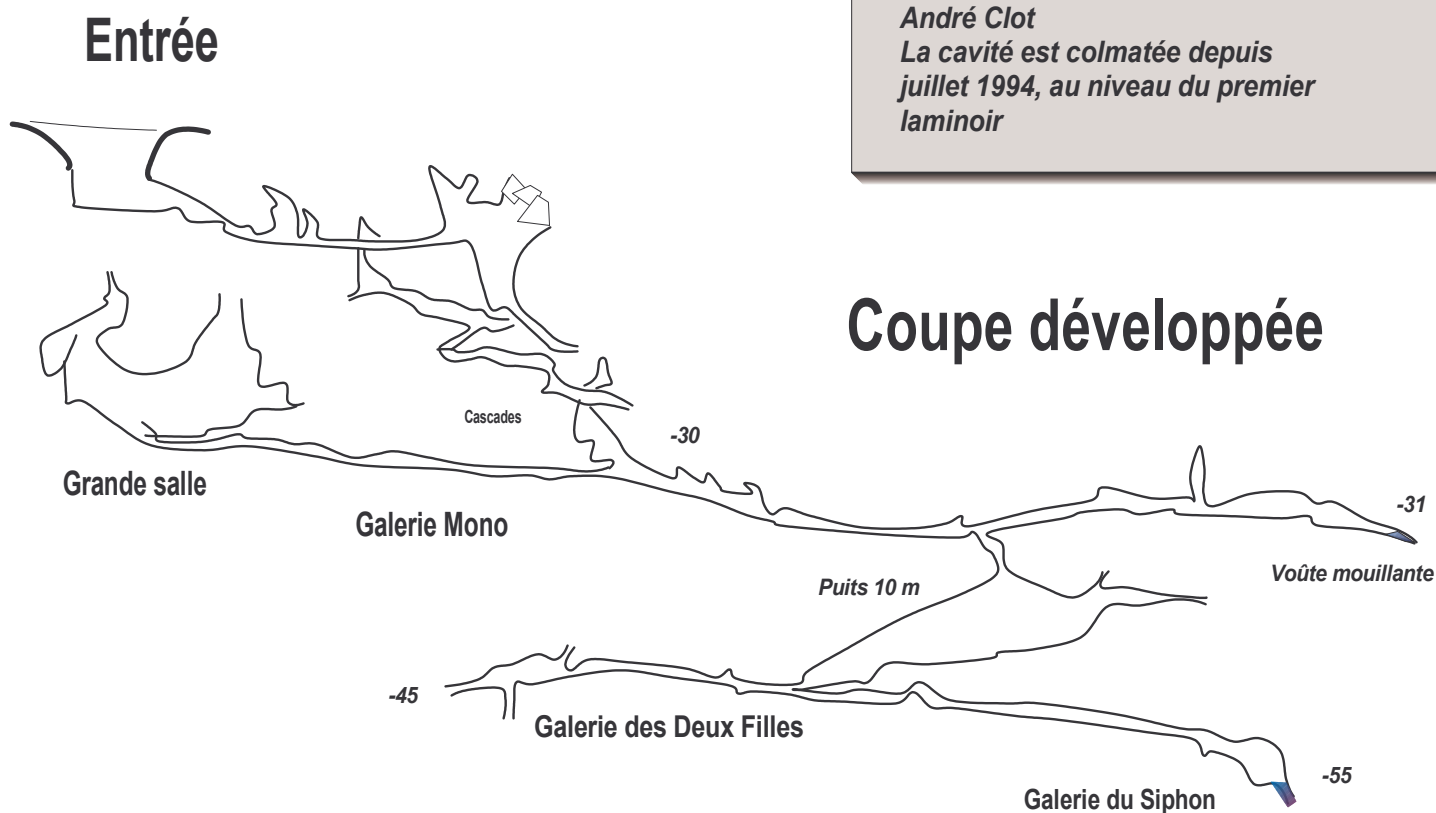 Entrée
André Clot
La cavité est colmatée depuis
juillet 1994, au niveau du premier
laminoir
Coupe développée
Cascades
-30
Grande salle
Galerie Mono
-31
Voûte mouillante
Puits 10 m
-45
Galerie des Deux Filles
-55
Galerie du Siphon